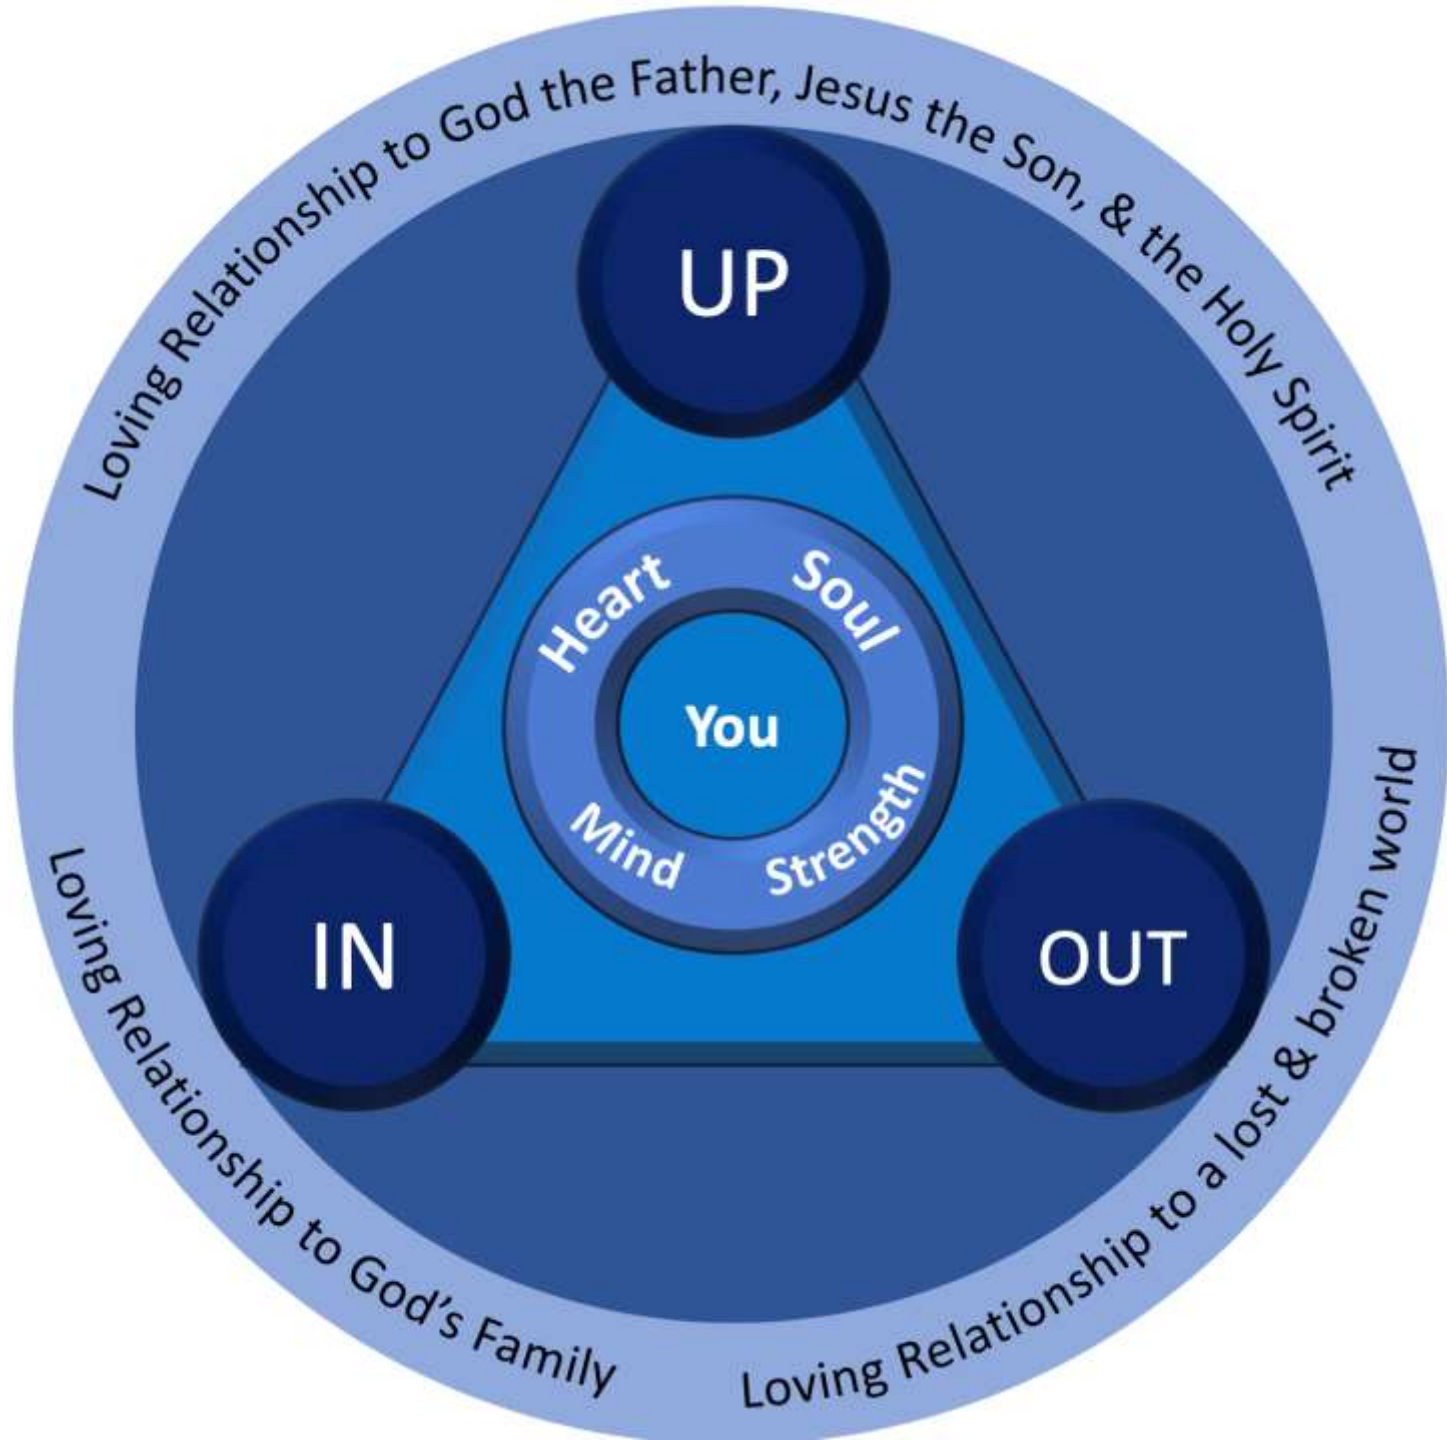 Loving Relationship to God the Father, Jesus the Son, & the Holy Spirit
UP
Heart
Soul
You
Mind
Strength
IN
OUT
Loving Relationship to God's Family
Loving Relationship to a lost & broken world